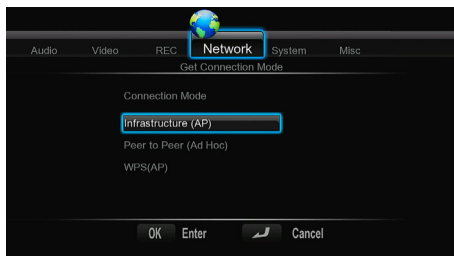 Audio Video REC Network System Misc
Get Connection Mode
Connection Mode
Infrastructure (AP)
Peer to Peer (Ad Hoc)
WPS(AP)
OK Enter Cancel